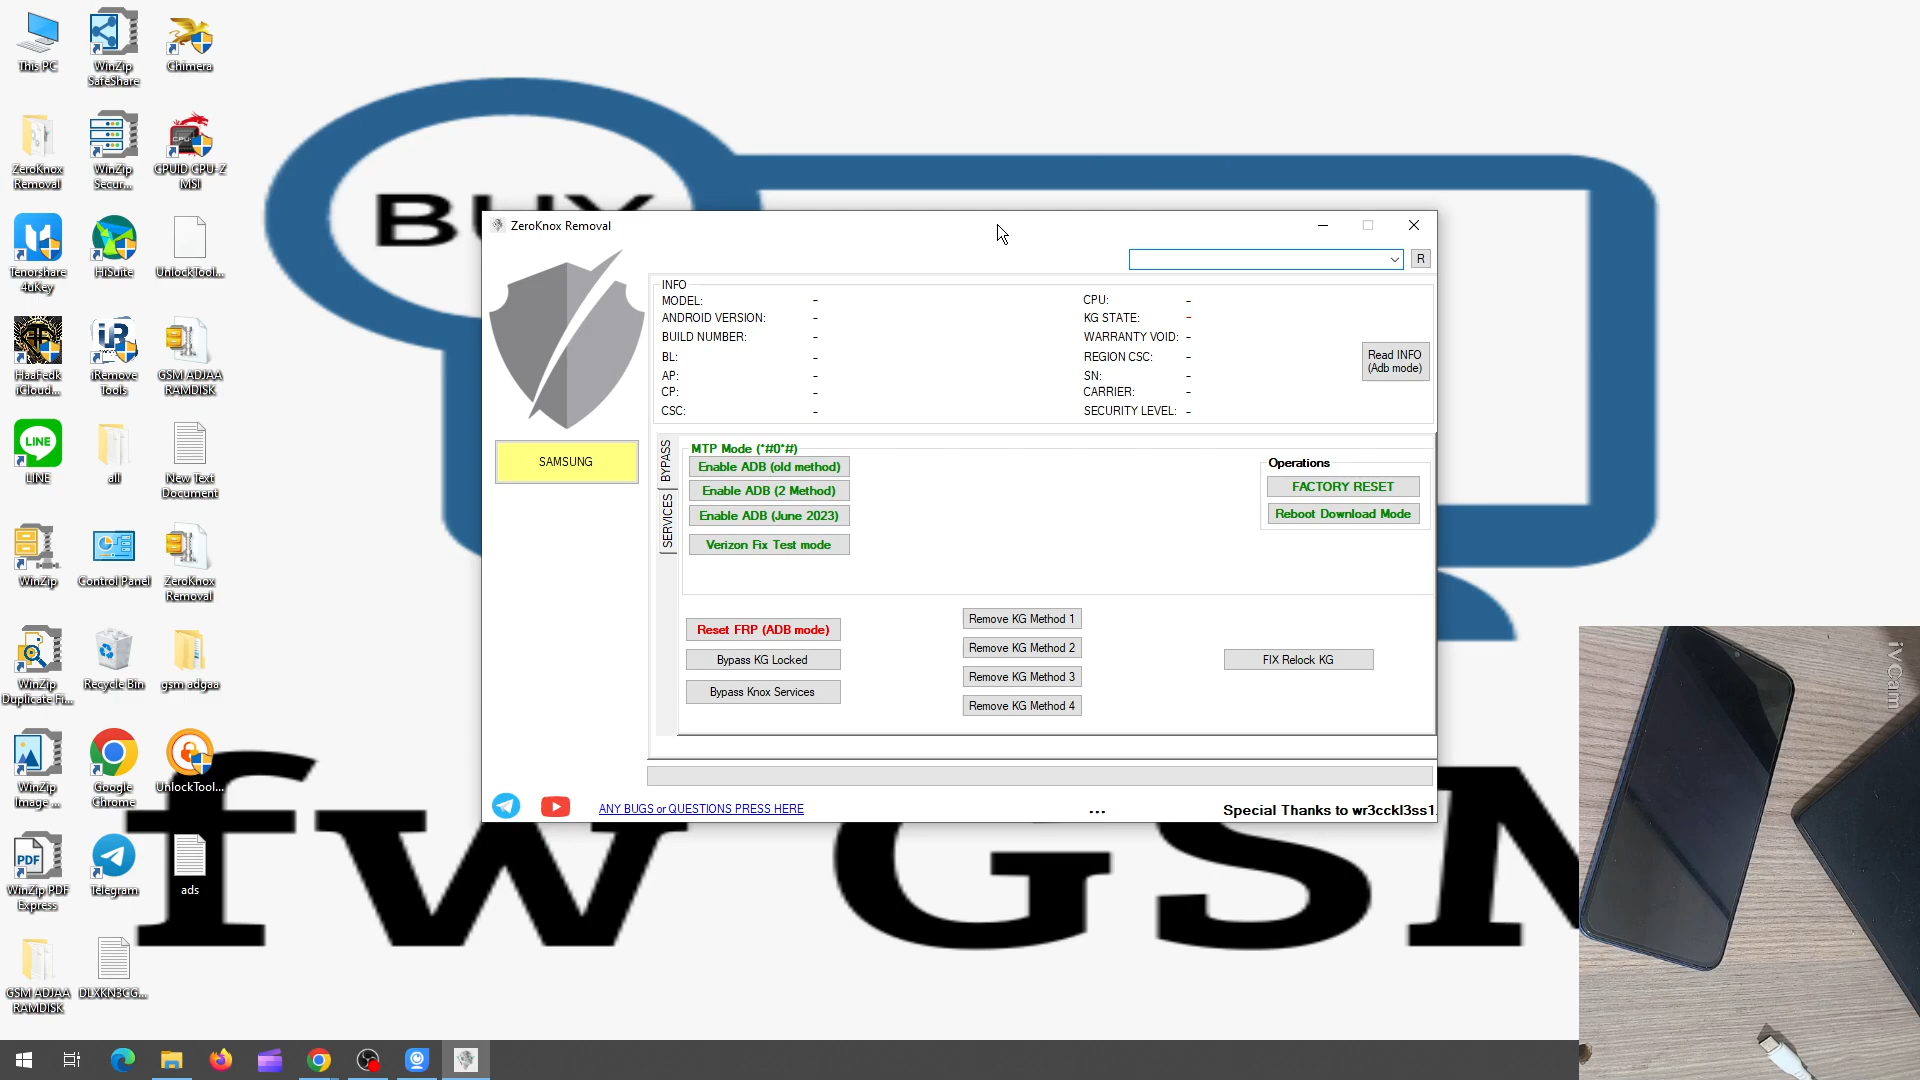 This PC
WinZip
SafeShare
Chimera
ZeroKnox
Removal
WinZip
Secur...
CPUID CPU-Z
MSI
Tenorshare
4uKey
HiSuite
UnlockTool...
HaaFedk
iCloud...
iRemove
Tools
GSM ADJAA
RAMDISK
LINE
LINE
all
New Text
Document
WinZip
Control Panel
ZeroKnox
Removal
WinZip
Duplicate Fi...
Recycle Bin
gsm adgaa
WinZip
Image ...
Google
Chrome
UnlockTool...
PDF
WinZip PDF
Express
Telegram
ads
GSM ADJAA
RAMDISK
DLXKN3CG...
BUY
fw GSM
ZeroKnox Removal
R
INFO
MODEL: -
ANDROID VERSION: -
BUILD NUMBER: -
BL: -
AP: -
CP: -
CSC: -
CPU: -
KG STATE: -
WARRANTY VOID: -
REGION CSC: -
SN: -
CARRIER: -
SECURITY LEVEL: -
Read INFO
(Adb mode)
SAMSUNG
BYPASS
SERVICES
MTP Mode (*#0*#)
Enable ADB (old method)
Enable ADB (2 Method)
Enable ADB (June 2023)
Verizon Fix Test mode
Operations
FACTORY RESET
Reboot Download Mode
Reset FRP (ADB mode)
Bypass KG Locked
Bypass Knox Services
Remove KG Method 1
Remove KG Method 2
Remove KG Method 3
Remove KG Method 4
FIX Relock KG
ANY BUGS or QUESTIONS PRESS HERE
...
Special Thanks to wr3cckl3ss1
iVCam